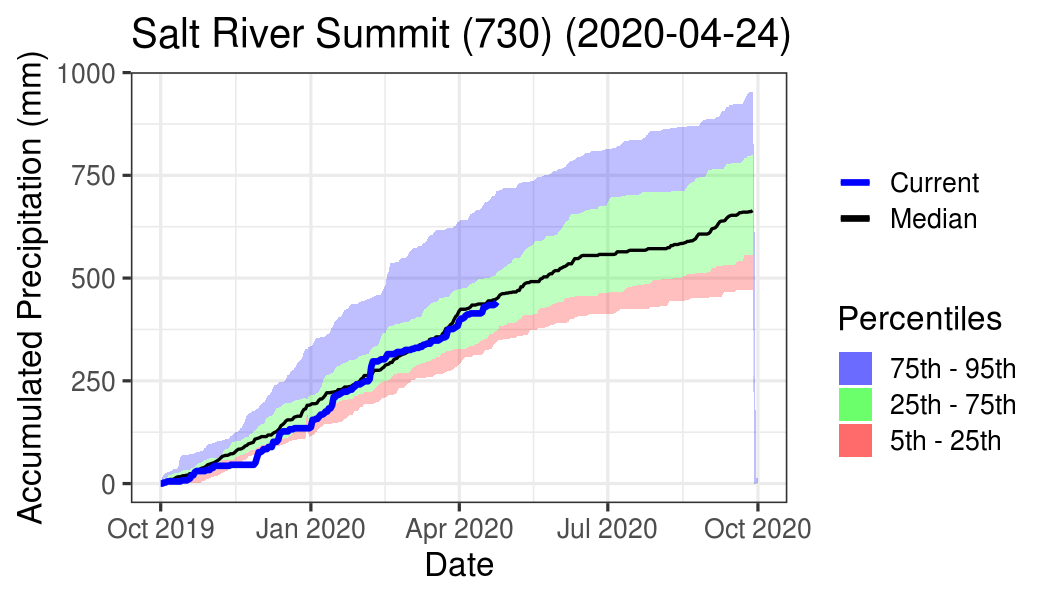 Salt River Summit (730) (2020-04-24)
Accumulated Precipitation (mm)
1000
750
500
250
0
Oct 2019
Jan 2020
Apr 2020
Jul 2020
Oct 2020
Date
Current
Median
Percentiles
75th - 95th
25th - 75th
5th - 25th